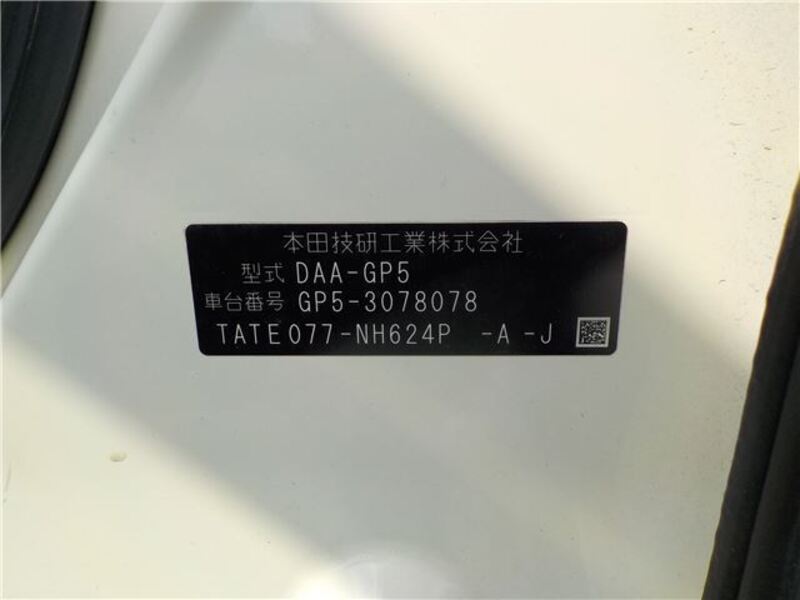 本田技研工業株式会社
型式 DAA-GP5
車台番号 GP5-3078078
TATE077-NH624P -A -J